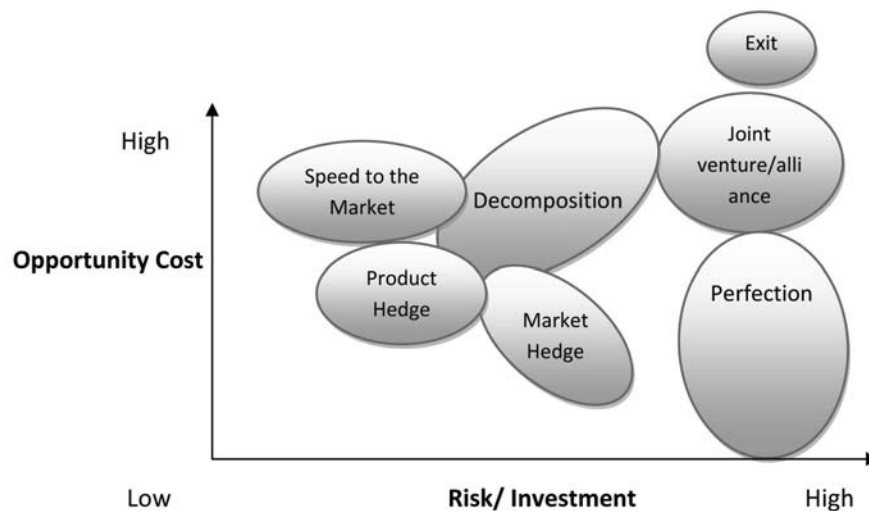 Exit
High
Joint
venture/alli
ance
Speed to the
Market
Decomposition
Opportunity Cost
Product
Hedge
Market
Hedge
Perfection
Low
Risk/ Investment
High